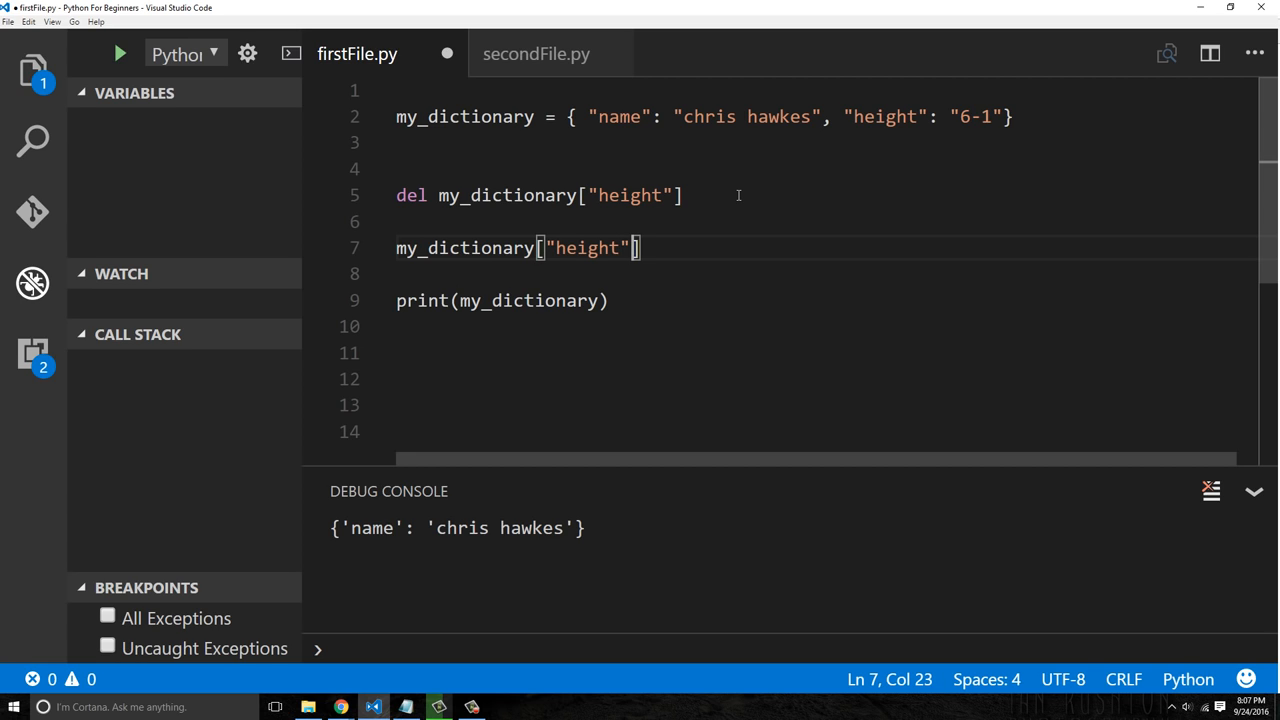 ● firstFile.py - Python For Beginners - Visual Studio Code
File Edit View Go Help
Pythor
firstFile.py
secondFile.py
1
VARIABLES
WATCH
CALL STACK
2
BREAKPOINTS
All Exceptions
Uncaught Exceptions
1
2 my_dictionary = { "name": "chris hawkes", "height": "6-1"}
3
4
5 del my_dictionary["height"]
6
7 my_dictionary["height"]
8
9 print(my_dictionary)
10
11
12
13
14
DEBUG CONSOLE
{'name': 'chris hawkes'}
0 0
Ln 7, Col 23 Spaces: 4 UTF-8 CRLF Python
I'm Cortana. Ask me anything.
8:07 PM
9/24/2016